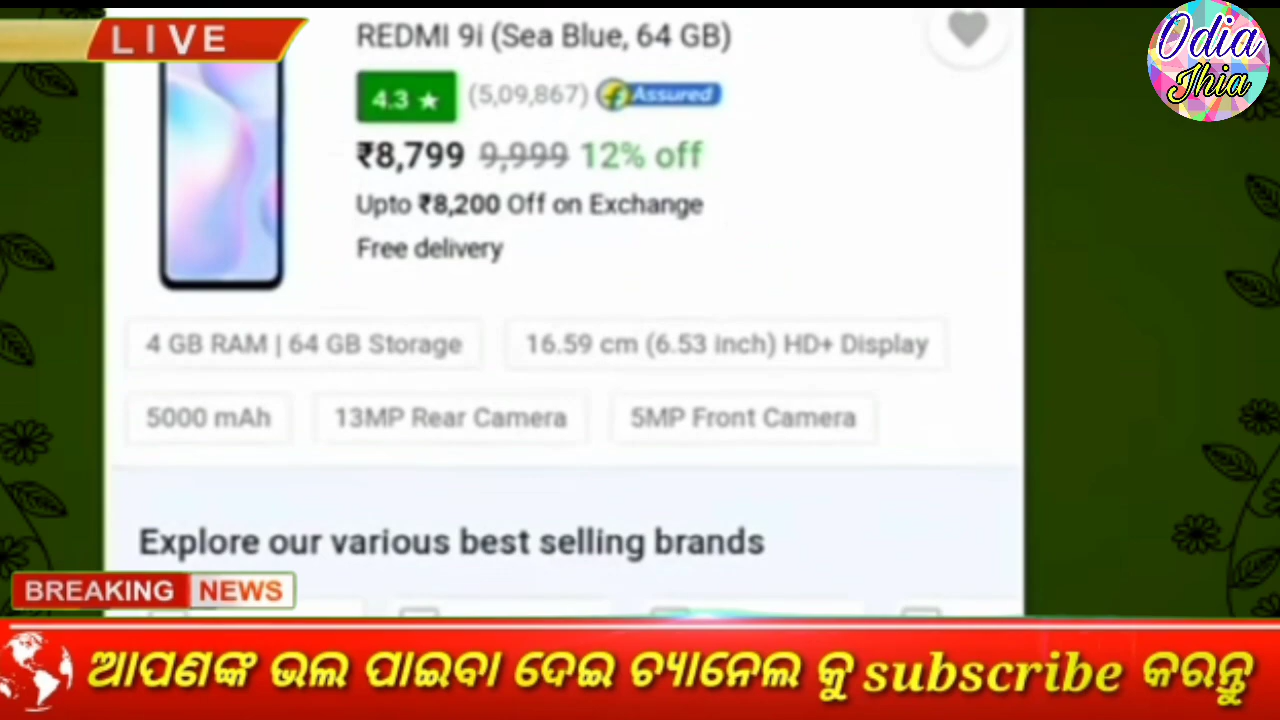 LIVE
Odia
Jhia
REDMI 9i (Sea Blue, 64 GB)
4.3 ★ (5,09,867) Assured
₹8,799 9,999 12% off
Upto ₹8,200 Off on Exchange
Free delivery
4 GB RAM | 64 GB Storage 16.59 cm (6.53 inch) HD+ Display
5000 mAh 13MP Rear Camera 5MP Front Camera
Explore our various best selling brands
BREAKING NEWS
ଆପଣଙ୍କ ଭଲ ପାଇବା ଦେଇ ଚ୍ୟାନେଲ କୁ subscribe କରନ୍ତୁ